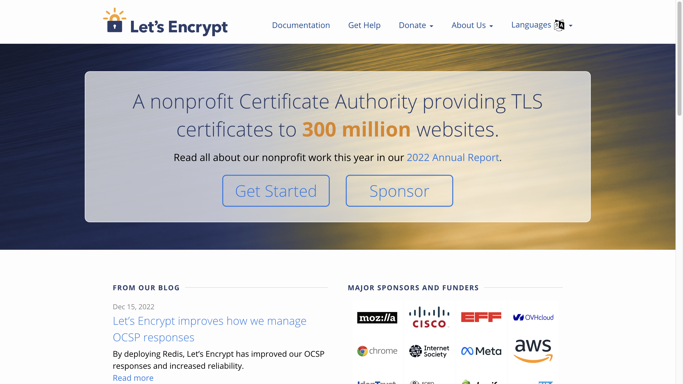 Let's Encrypt
Documentation Get Help Donate About Us Languages
A nonprofit Certificate Authority providing TLS
certificates to 300 million websites.
Read all about our nonprofit work this year in our 2022 Annual Report.
Get Started Sponsor
FROM OUR BLOG
Dec 15, 2022
Let's Encrypt improves how we manage
OCSP responses
By deploying Redis, Let's Encrypt has improved our OCSP
responses and increased reliability.
Read more
MAJOR SPONSORS AND FUNDERS
moz://a CISCO EFF OVHcloud
chrome Internet Society Meta aws